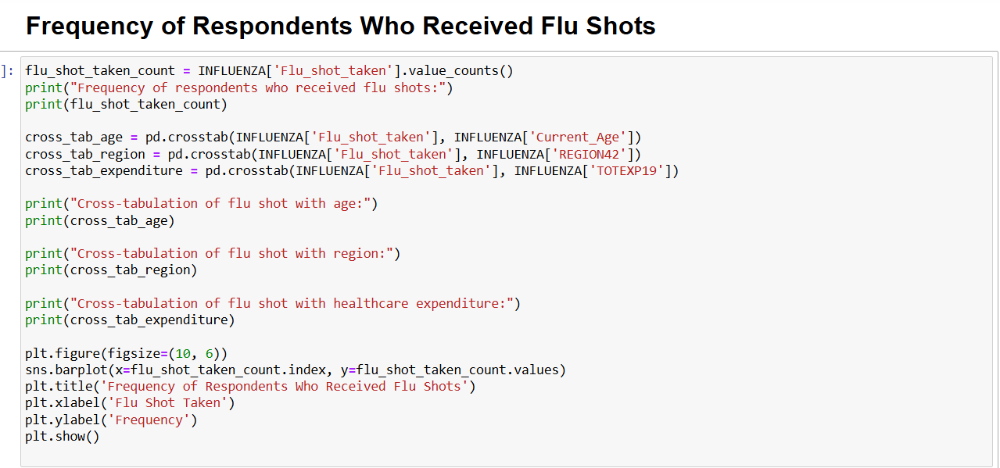 Frequency of Respondents Who Received Flu Shots
]: flu_shot_taken_count = INFLUENZA['Flu_shot_taken'].value_counts()
print("Frequency of respondents who received flu shots:")
print(flu_shot_taken_count)
cross_tab_age = pd.crosstab(INFLUENZA['Flu_shot_taken'], INFLUENZA['Current_Age'])
cross_tab_region = pd.crosstab(INFLUENZA['Flu_shot_taken'], INFLUENZA['REGION42'])
cross_tab_expenditure = pd.crosstab(INFLUENZA['Flu_shot_taken'], INFLUENZA['TOTEXP19'])
print("Cross-tabulation of flu shot with age:")
print(cross_tab_age)
print("Cross-tabulation of flu shot with region:")
print(cross_tab_region)
print("Cross-tabulation of flu shot with healthcare expenditure:")
print(cross_tab_expenditure)
plt.figure(figsize=(10, 6))
sns.barplot(x=flu_shot_taken_count.index, y=flu_shot_taken_count.values)
plt.title('Frequency of Respondents Who Received Flu Shots')
plt.xlabel('Flu Shot Taken')
plt.ylabel('Frequency')
plt.show()